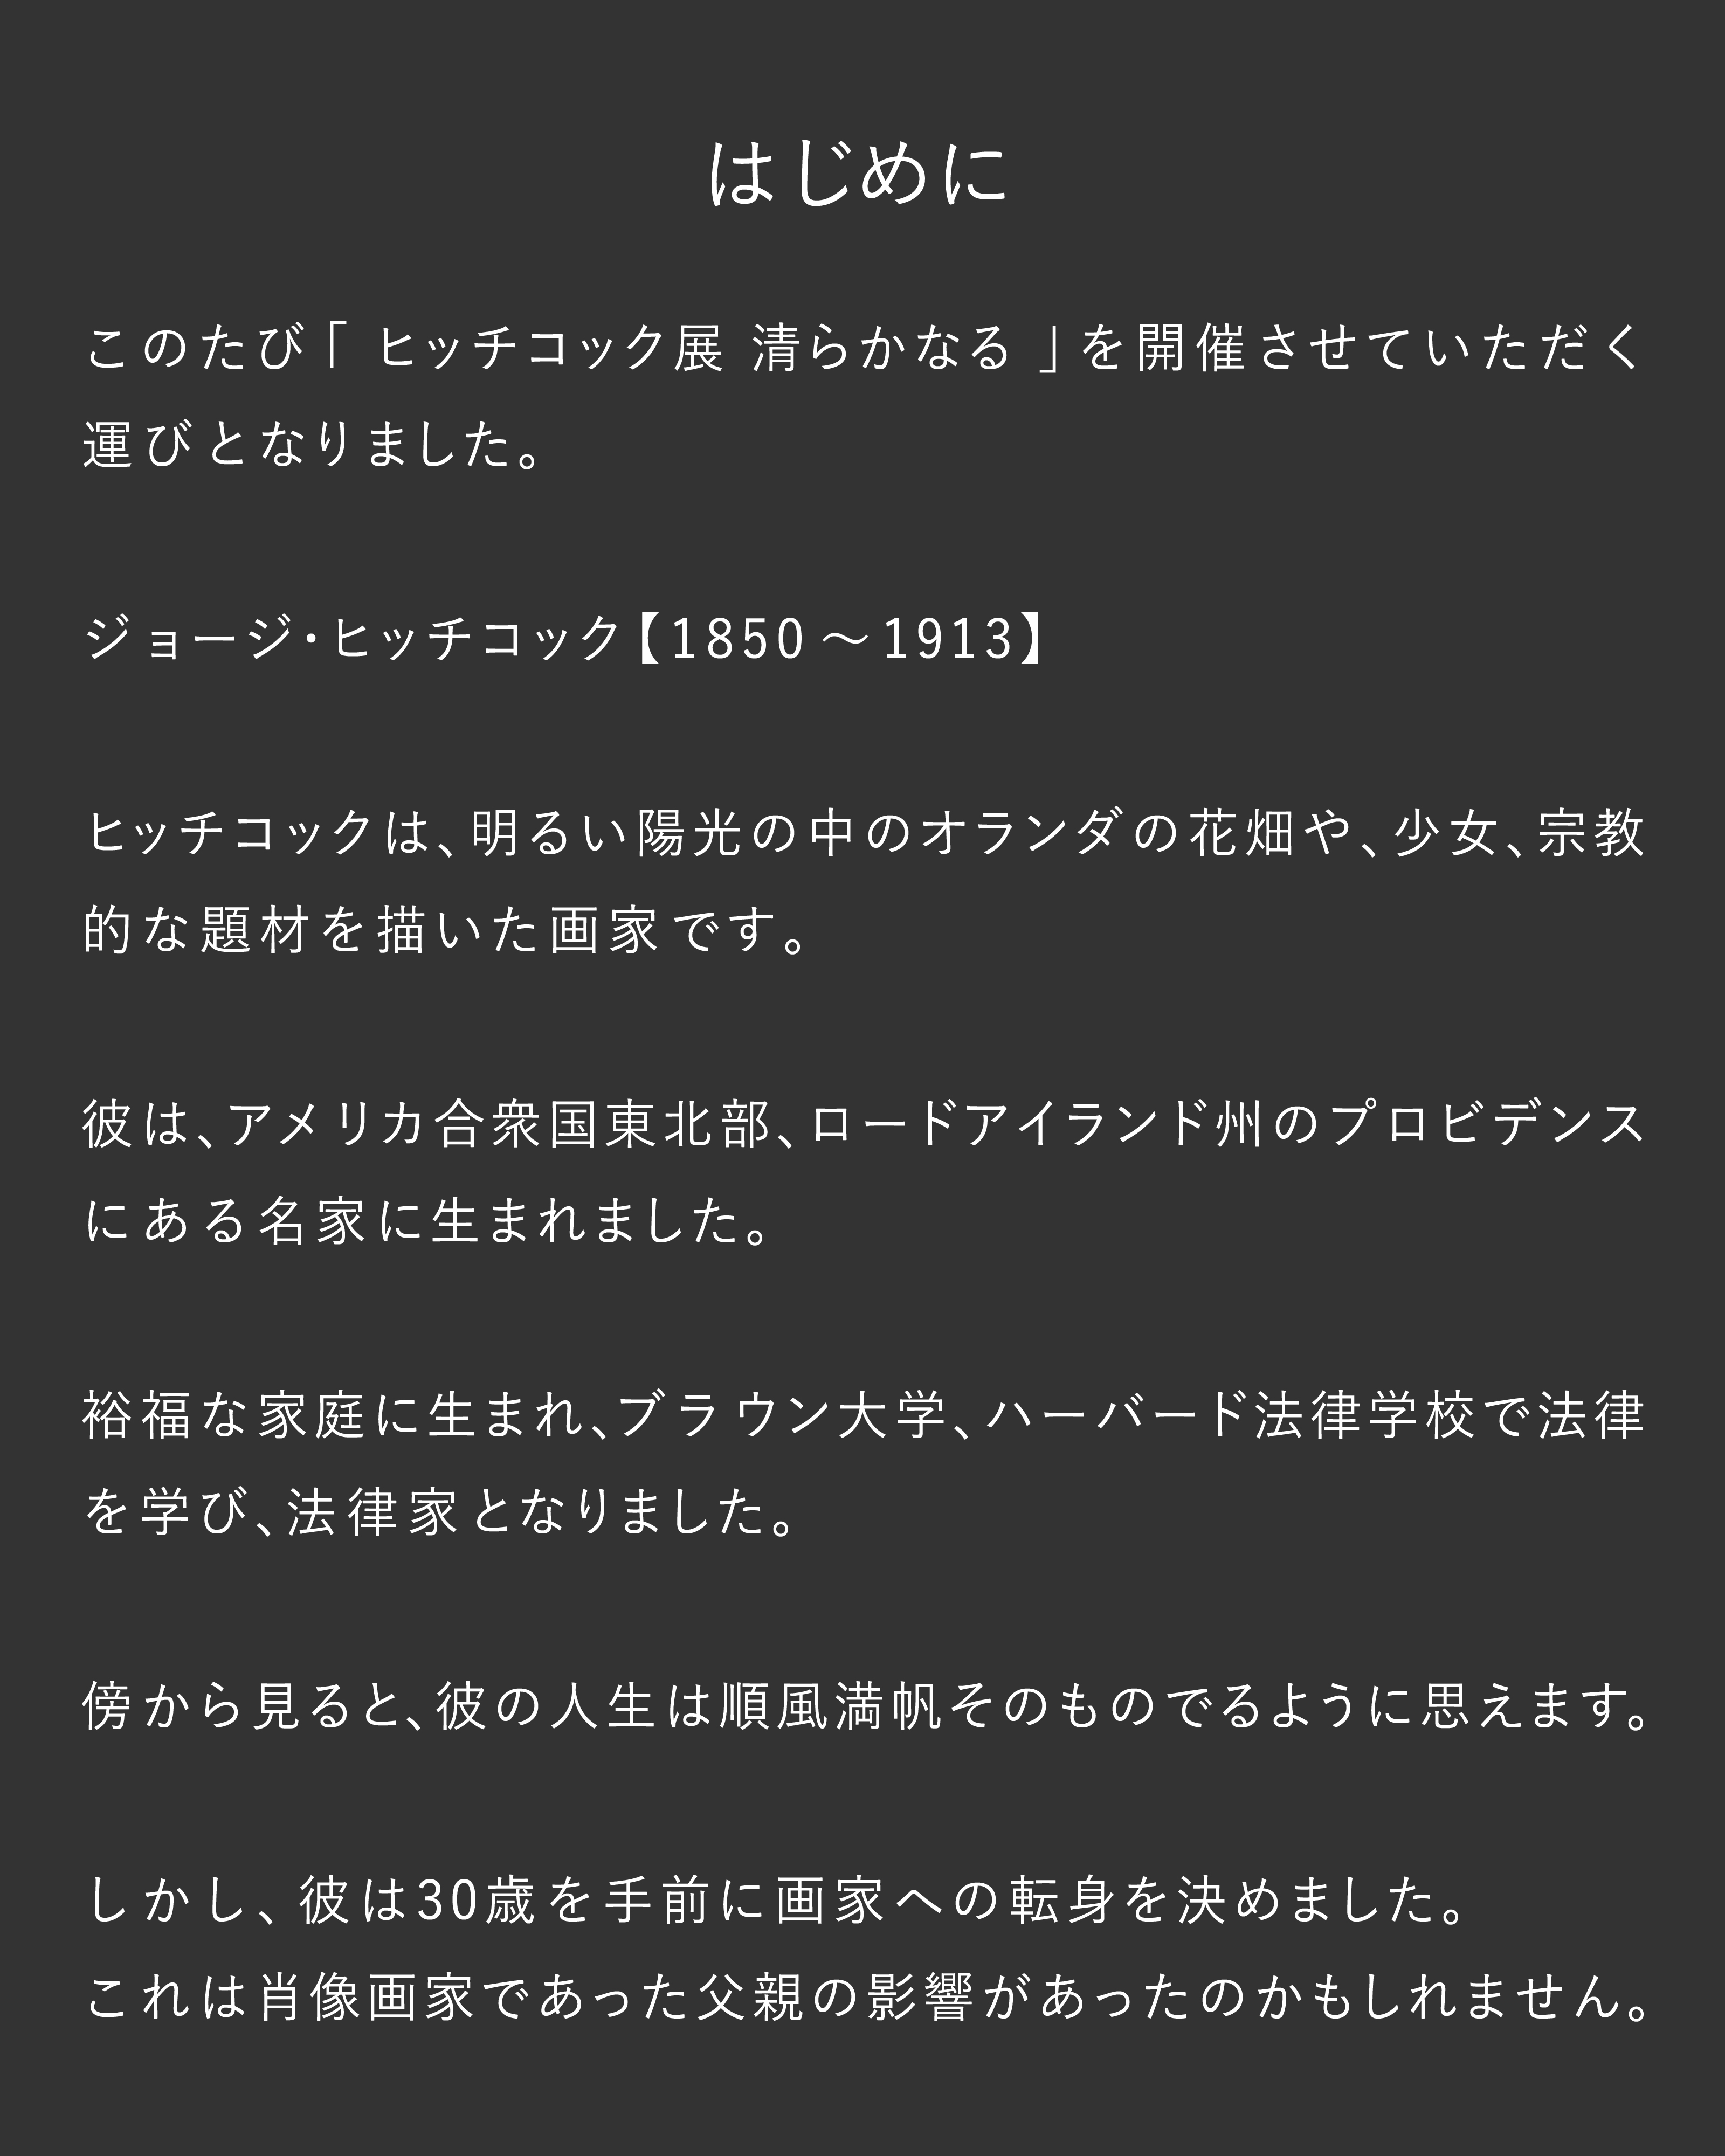 はじめに
このたび「 ヒッチコック展 清らかなる 」を開催させていただく
運びとなりました。
ジョージ・ヒッチコック【1850～1913】
ヒッチコックは、明るい陽光の中のオランダの花畑や、少女、宗教
的な題材を描いた画家です。
彼は、アメリカ合衆国東北部、ロードアイランド州のプロビデンス
にある名家に生まれました。
裕福な家庭に生まれ、ブラウン大学、ハーバード法律学校で法律
を学び、法律家となりました。
傍から見ると、彼の人生は順風満帆そのものでるように思えます。
しかし、彼は30歳を手前に画家への転身を決めました。
これは肖像画家であった父親の影響があったのかもしれません。